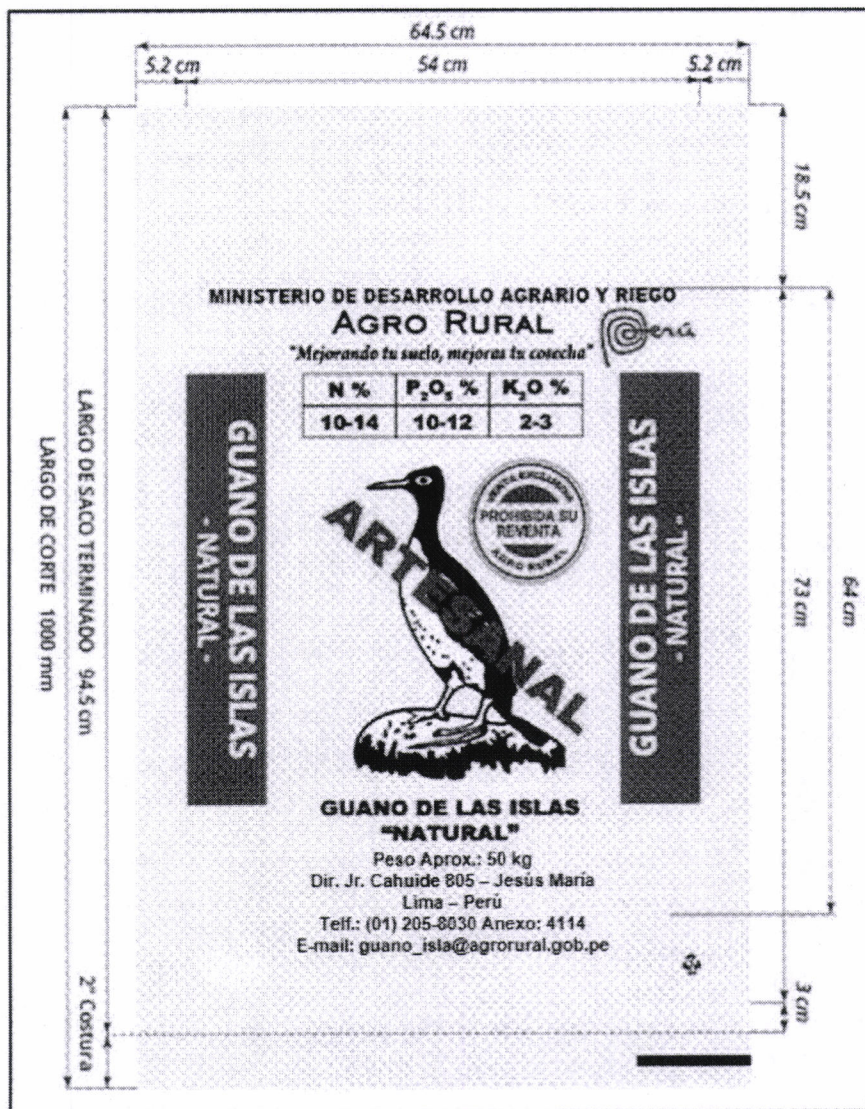 64.5 cm
5.2 cm
54 cm
5.2 cm
18.5 cm
MINISTERIO DE DESARROLLO AGRARIO Y RIEGO
AGRO RURAL
Perú
"Mejorando tu suelo, mejoras tu cosecha"
N % P₂O₅ % K₂O %
10-14 10-12 2-3
GUANO DE LAS ISLAS
- NATURAL -
VENTA EXCLUSIVA
PROHIBIDA SU
REVENTA
AGRO RURAL
ARTESANAL
GUANO DE LAS ISLAS
- NATURAL -
LARGO DE SACO TERMINADO 94.5 cm
LARGO DE CORTE 1000 mm
73 cm
64 cm
GUANO DE LAS ISLAS
"NATURAL"
Peso Aprox.: 50 kg
Dir. Jr. Cahuide 805 – Jesús María
Lima – Perú
Telf.: (01) 205-8030 Anexo: 4114
E-mail: guano_isla@agrorural.gob.pe
2" Costura
3 cm